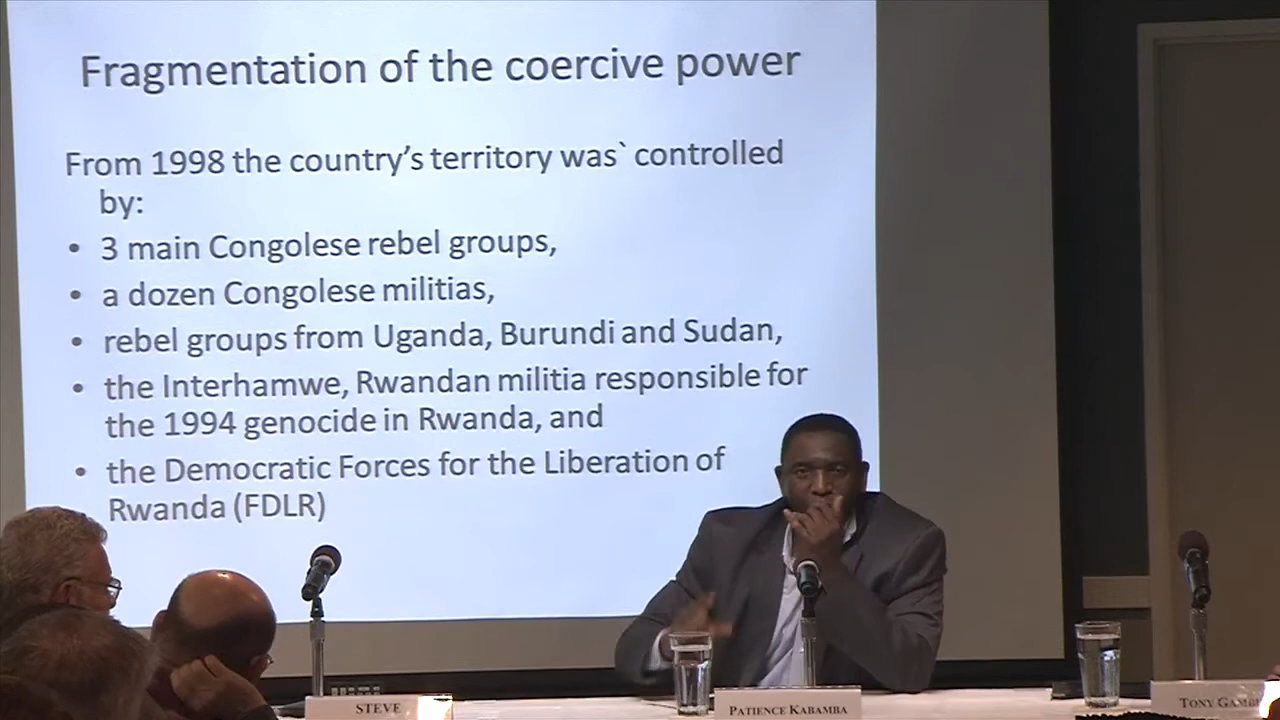 Fragmentation of the coercive power
From 1998 the country's territory was` controlled
by:
• 3 main Congolese rebel groups,
• a dozen Congolese militias,
• rebel groups from Uganda, Burundi and Sudan,
• the Interhamwe, Rwandan militia responsible for
the 1994 genocide in Rwanda, and
• the Democratic Forces for the Liberation of
Rwanda (FDLR)
STEVE
PATIENCE KABAMBA
TONY